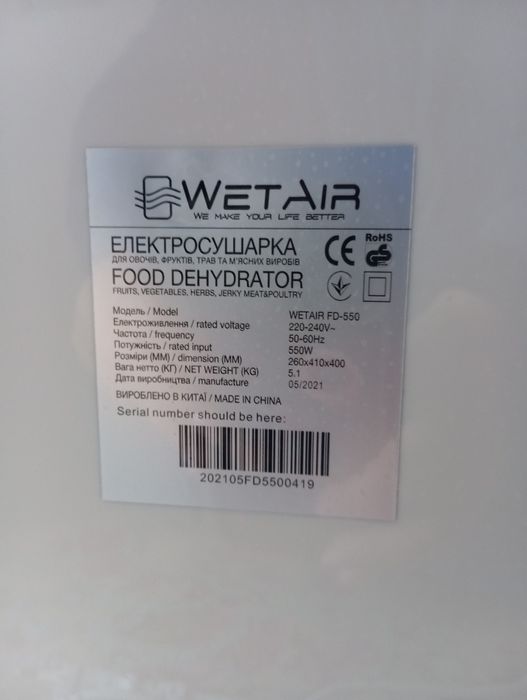 WETAIR
WE MAKE YOUR LIFE BETTER
ЕЛЕКТРОСУШАРКА
ДЛЯ ОВОЧІВ, ФРУКТІВ, ТРАВ ТА М'ЯСНИХ ВИРОБІВ
FOOD DEHYDRATOR
FRUITS, VEGETABLES, HERBS, JERKY MEAT&POULTRY
CE RoHS
Модель / Model WETAIR FD-550
Електроживлення / rated voltage 220-240V~
Частота / frequency 50-60Hz
Потужність / rated input 550W
Розміри (ММ) / dimension (MM) 260x410x400
Вага нетто (КГ) / NET WEIGHT (KG) 5.1
Дата виробництва / manufacture 05/2021
ВИРОБЛЕНО В КИТАЇ / MADE IN CHINA
Serial number should be here:
202105FD5500419